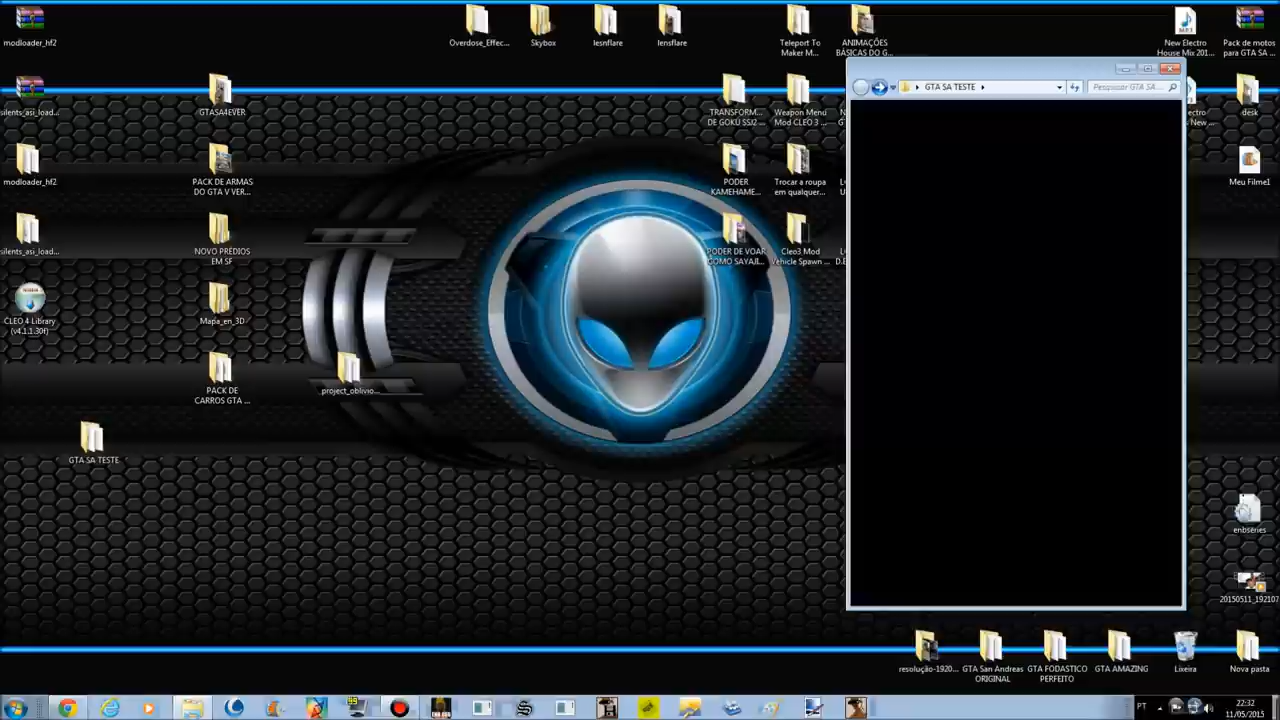 modloader_hf2
Overdose_Effec...
Skybox
lesnflare
lensflare
Teleport To
Maker M...
ANIMAÇÕES
BÁSICAS DO G...
New Electro
House Mix 201...
Pack de motos
para GTA SA ...
GTA SA TESTE
Pesquisar GTA SA ...
silents_asi_load...
GTASA4EVER
TRANSFORM...
DE GOKU SSJ2 ...
Weapon Menu
Mod CLEO 3 ...
desk
modloader_hf2
PACK DE ARMAS
DO GTA V VER...
PODER
KAMEHAME...
Trocar a roupa
em qualquer...
Meu Filme1
silents_asi_load...
NOVO PRÉDIOS
EM SF
PODER DE VOAR
COMO SAYAJI...
Cleo3 Mod
Vehicle Spawn ...
CLEO 4 Library
(v4.1.1.30f)
Mapa_en_3D
PACK DE
CARROS GTA ...
project_oblivio...
GTA SA TESTE
enbseries
20150511_192107
resolução-1920...
GTA San Andreas
ORIGINAL
GTA FODASTICO
PERFEITO
GTA AMAZING
Lixeira
Nova pasta
PT
22:32
11/05/2015